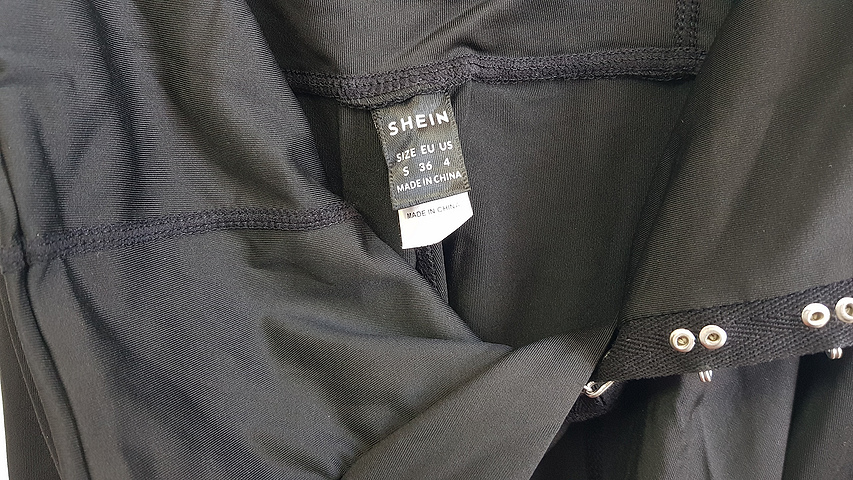 SHEIN
SIZE EU US
S 36 4
MADE IN CHINA
MADE IN CHINA